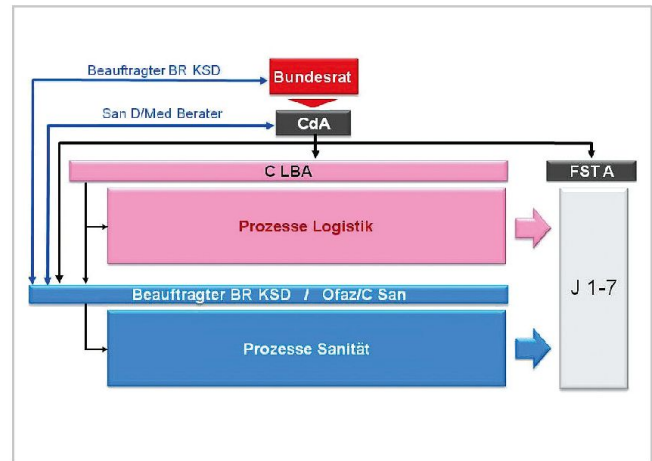 Beauftragter BR KSD
Bundesrat
San D/Med Berater
CdA
C LBA
FST A
Prozesse Logistik
J 1-7
Beauftragter BR KSD / Ofaz/C San
Prozesse Sanität